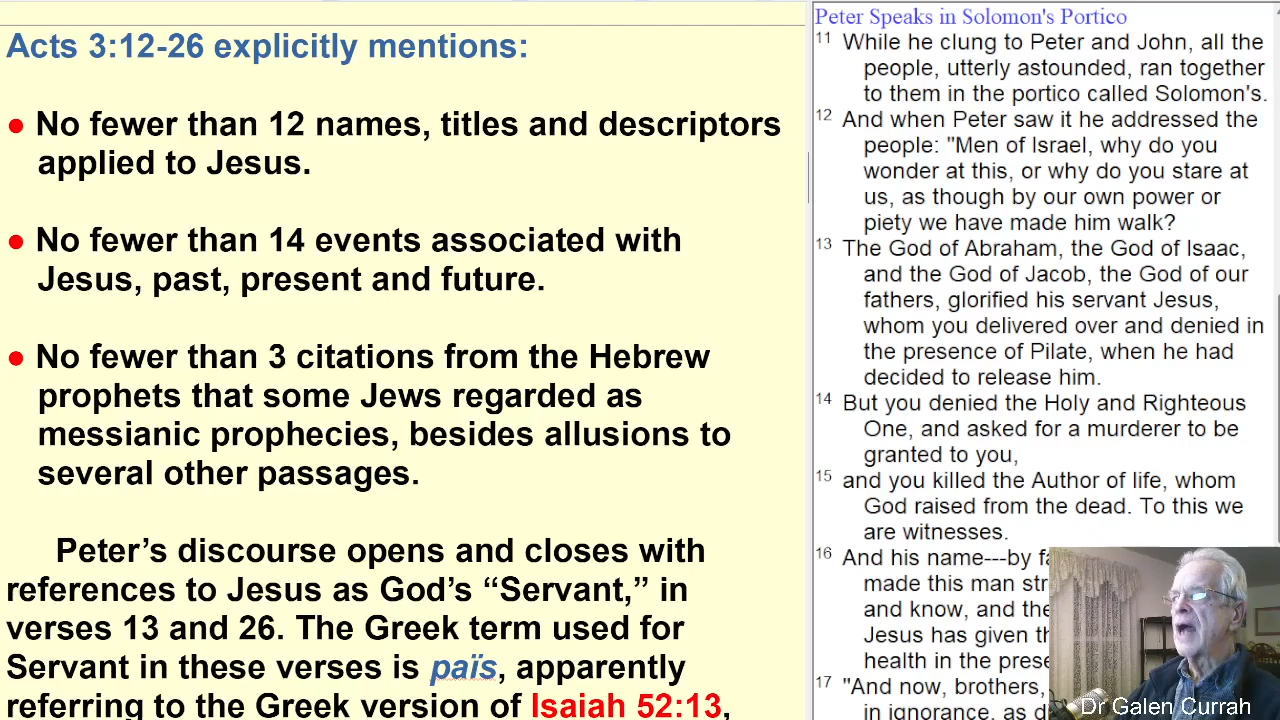 Acts 3:12-26 explicitly mentions:
● No fewer than 12 names, titles and descriptors
applied to Jesus.
● No fewer than 14 events associated with
Jesus, past, present and future.
● No fewer than 3 citations from the Hebrew
prophets that some Jews regarded as
messianic prophecies, besides allusions to
several other passages.
Peter’s discourse opens and closes with
references to Jesus as God’s “Servant,” in
verses 13 and 26. The Greek term used for
Servant in these verses is païs, apparently
referring to the Greek version of Isaiah 52:13,
Peter Speaks in Solomon's Portico
11 While he clung to Peter and John, all the
people, utterly astounded, ran together
to them in the portico called Solomon's.
12 And when Peter saw it he addressed the
people: "Men of Israel, why do you
wonder at this, or why do you stare at
us, as though by our own power or
piety we have made him walk?
13 The God of Abraham, the God of Isaac,
and the God of Jacob, the God of our
fathers, glorified his servant Jesus,
whom you delivered over and denied in
the presence of Pilate, when he had
decided to release him.
14 But you denied the Holy and Righteous
One, and asked for a murderer to be
granted to you,
15 and you killed the Author of life, whom
God raised from the dead. To this we
are witnesses.
16 And his name---by
made this man
and know, and
Jesus has given
health in the
17 "And now, brothers,
in ignorance, as
Dr Galen Currah